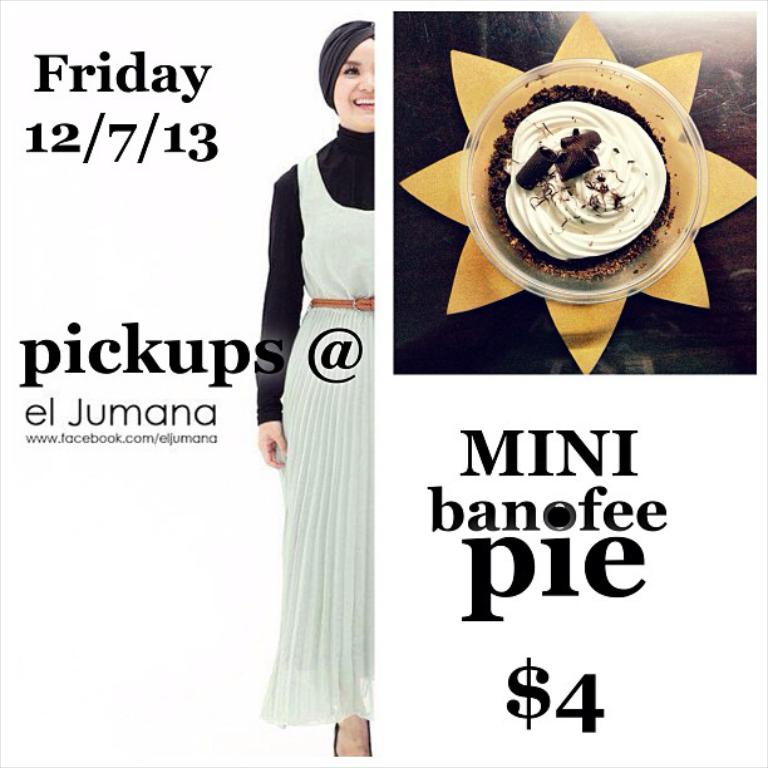 Friday
12/7/13
pickups @
el Jumana
www.facebook.com/eljumana
MINI
banofee
pie
$4